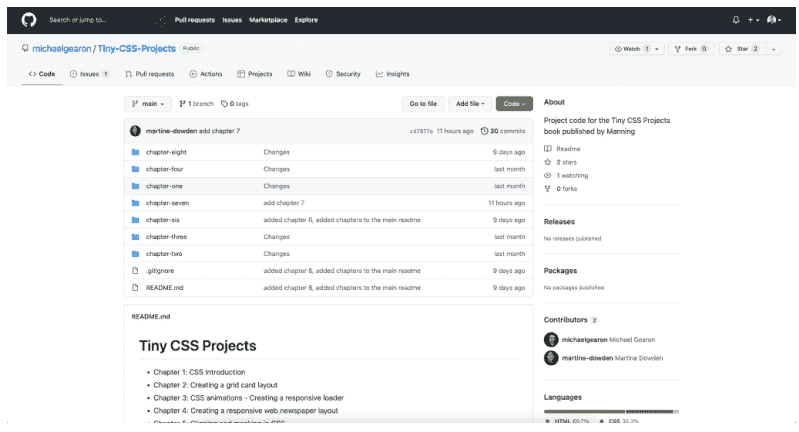 Search or jump to... Pull requests Issues Marketplace Explore
michaelgearon / Tiny-CSS-Projects Public Watch 1 Fork 0 Star 2
Code Issues 1 Pull requests Actions Projects Wiki Security Insights
main 1 branch 0 tags Go to file Add file Code
martine-dowden add chapter 7 11 hours ago 30 commits
chapter-eight Changes 9 days ago
chapter-four Changes last month
chapter-one Changes last month
chapter-seven add chapter 7 11 hours ago
chapter-six added chapter 6, added chapters to the main readme 9 days ago
chapter-three Changes last month
chapter-two Changes last month
.gitignore added chapter 6, added chapters to the main readme 9 days ago
README.md added chapter 6, added chapters to the main readme 9 days ago
README.md
Tiny CSS Projects
• Chapter 1: CSS introduction
• Chapter 2: Creating a grid card layout
• Chapter 3: CSS animations - Creating a responsive loader
• Chapter 4: Creating a responsive web newspaper layout
About
Project code for the Tiny CSS Projects
book published by Manning
Readme
2 stars
1 watching
0 forks
Releases
No releases published
Packages
No packages published
Contributors 2
michaelgearon Michael Gearon
martine-dowden Martine Dowden
Languages
HTML CSS